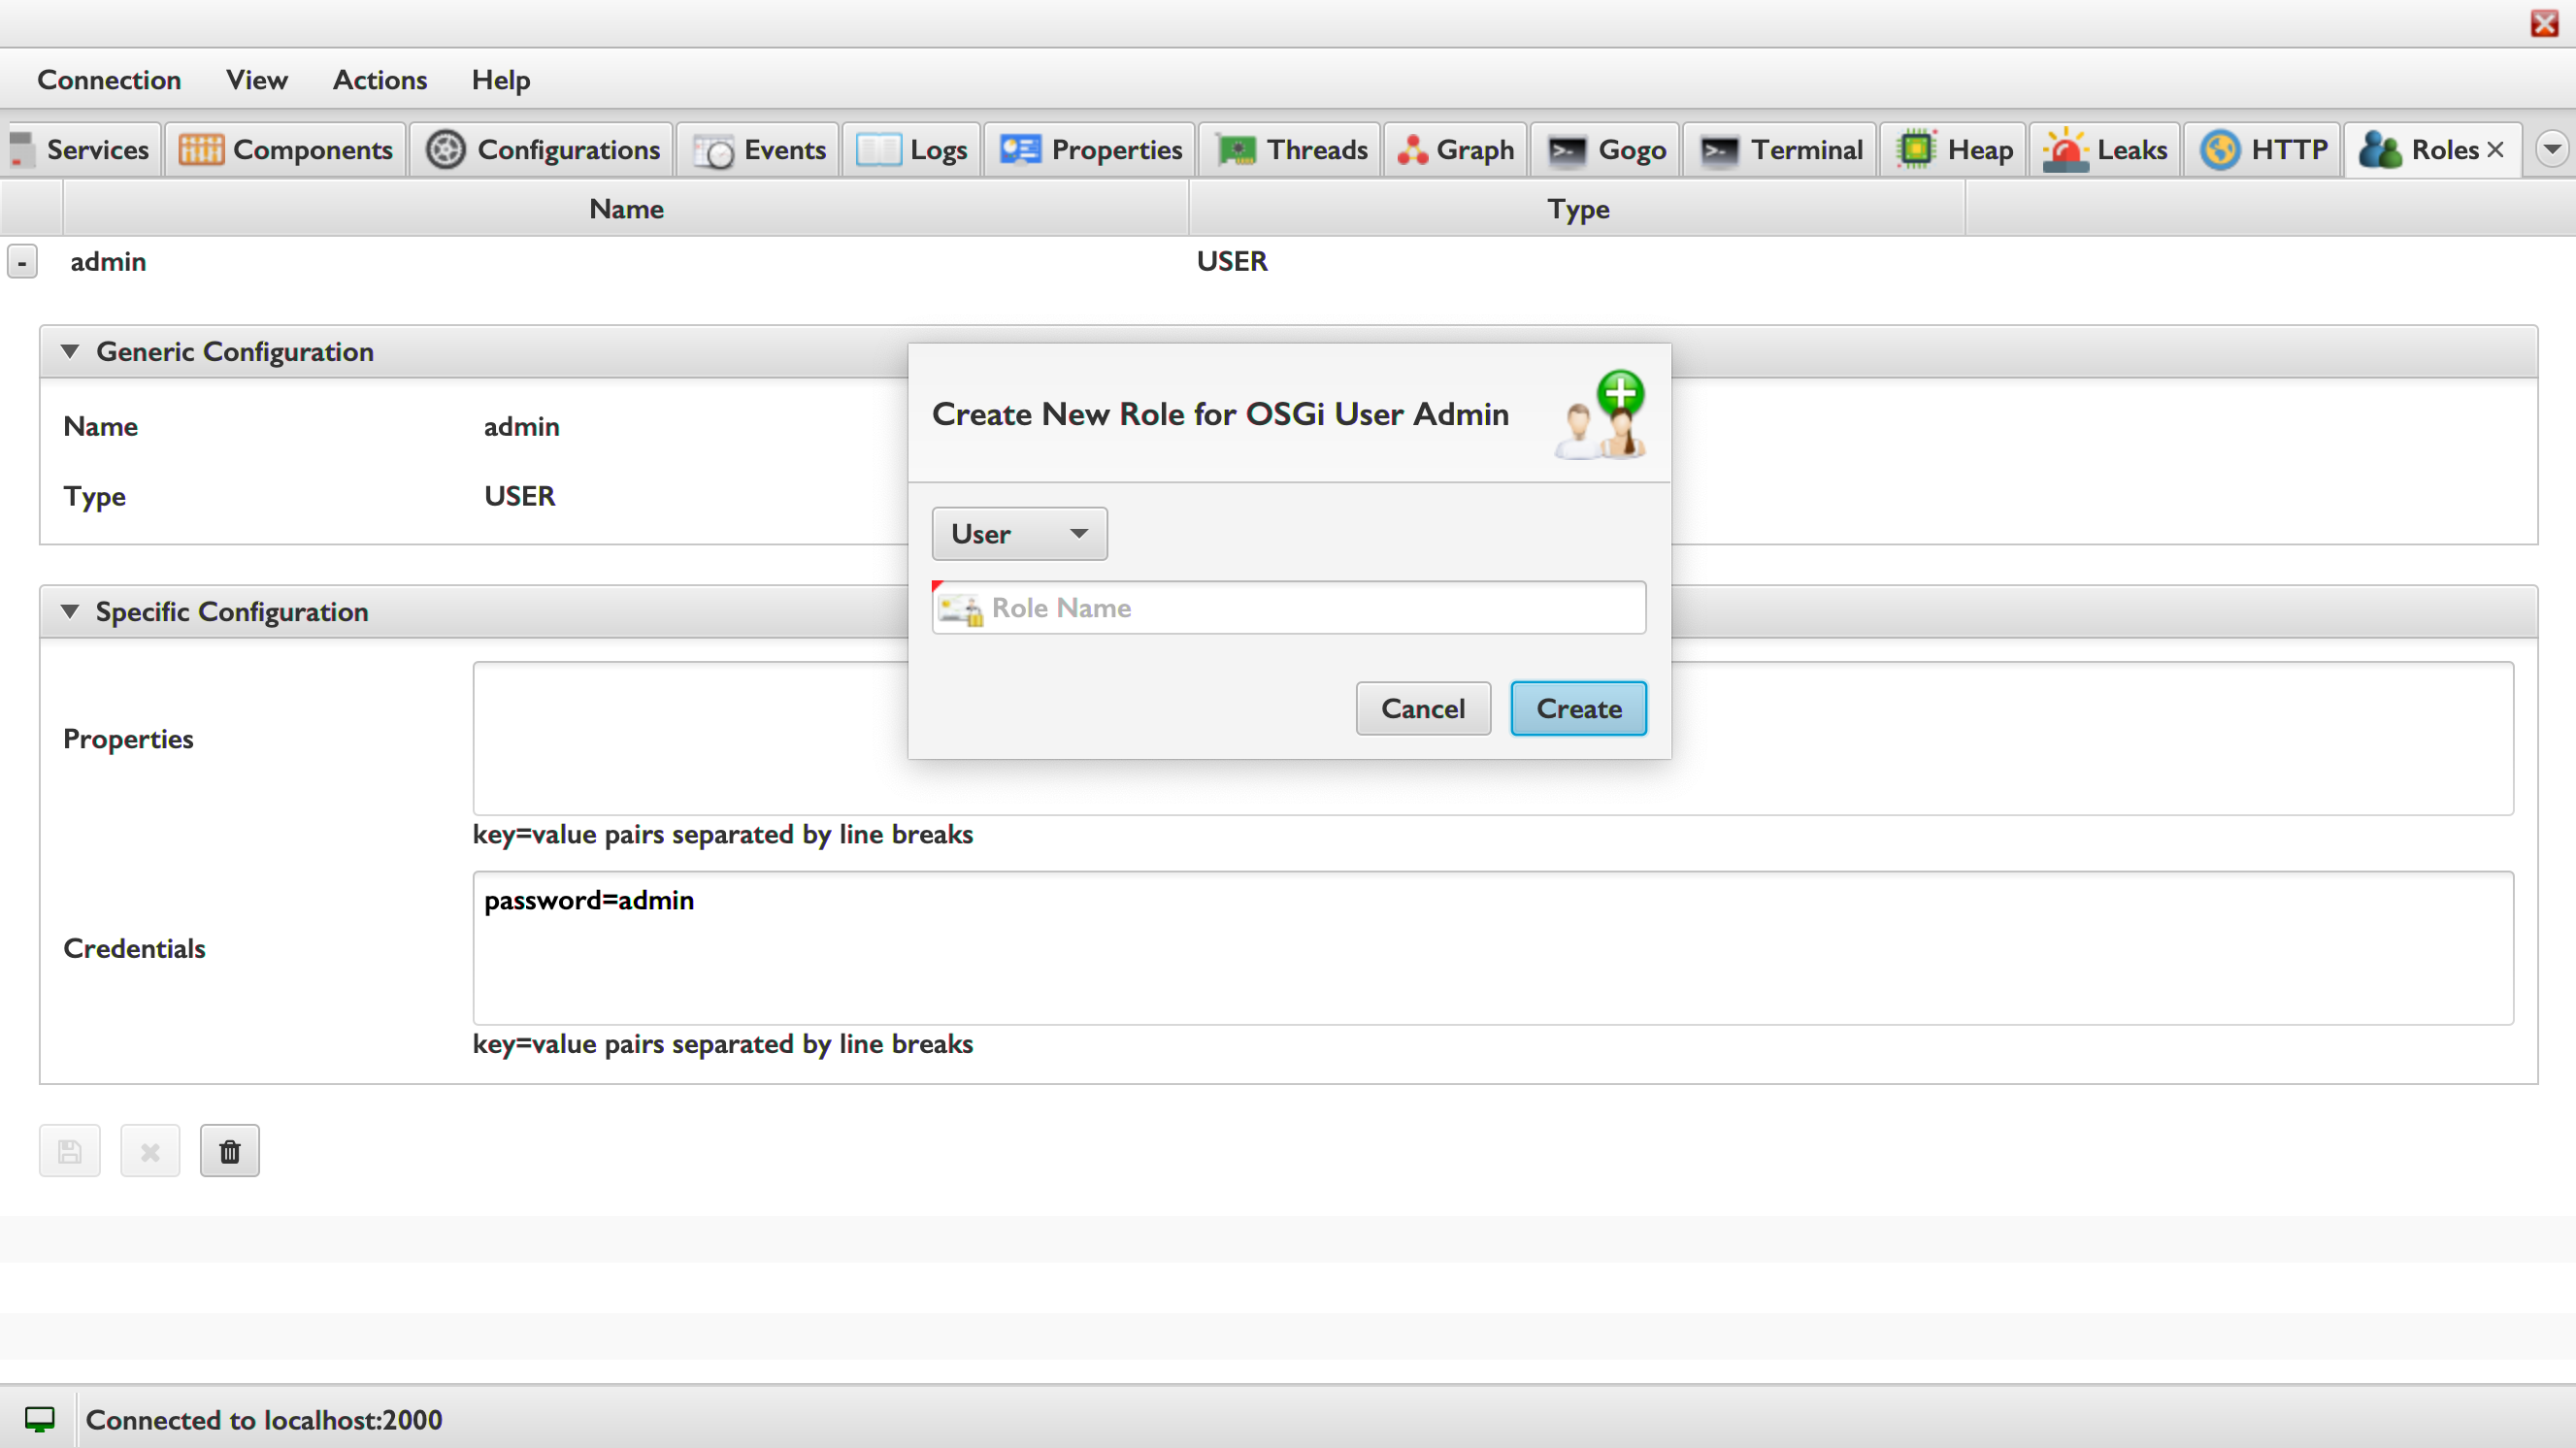 Connection View Actions Help
Services Components Configurations Events Logs Properties Threads Graph Gogo Terminal Heap Leaks HTTP Roles
Name Type
- admin USER
Generic Configuration
Name admin
Type USER
Create New Role for OSGi User Admin
User
Role Name
Cancel Create
Specific Configuration
Properties
key=value pairs separated by line breaks
password=admin
Credentials
key=value pairs separated by line breaks
Connected to localhost:2000